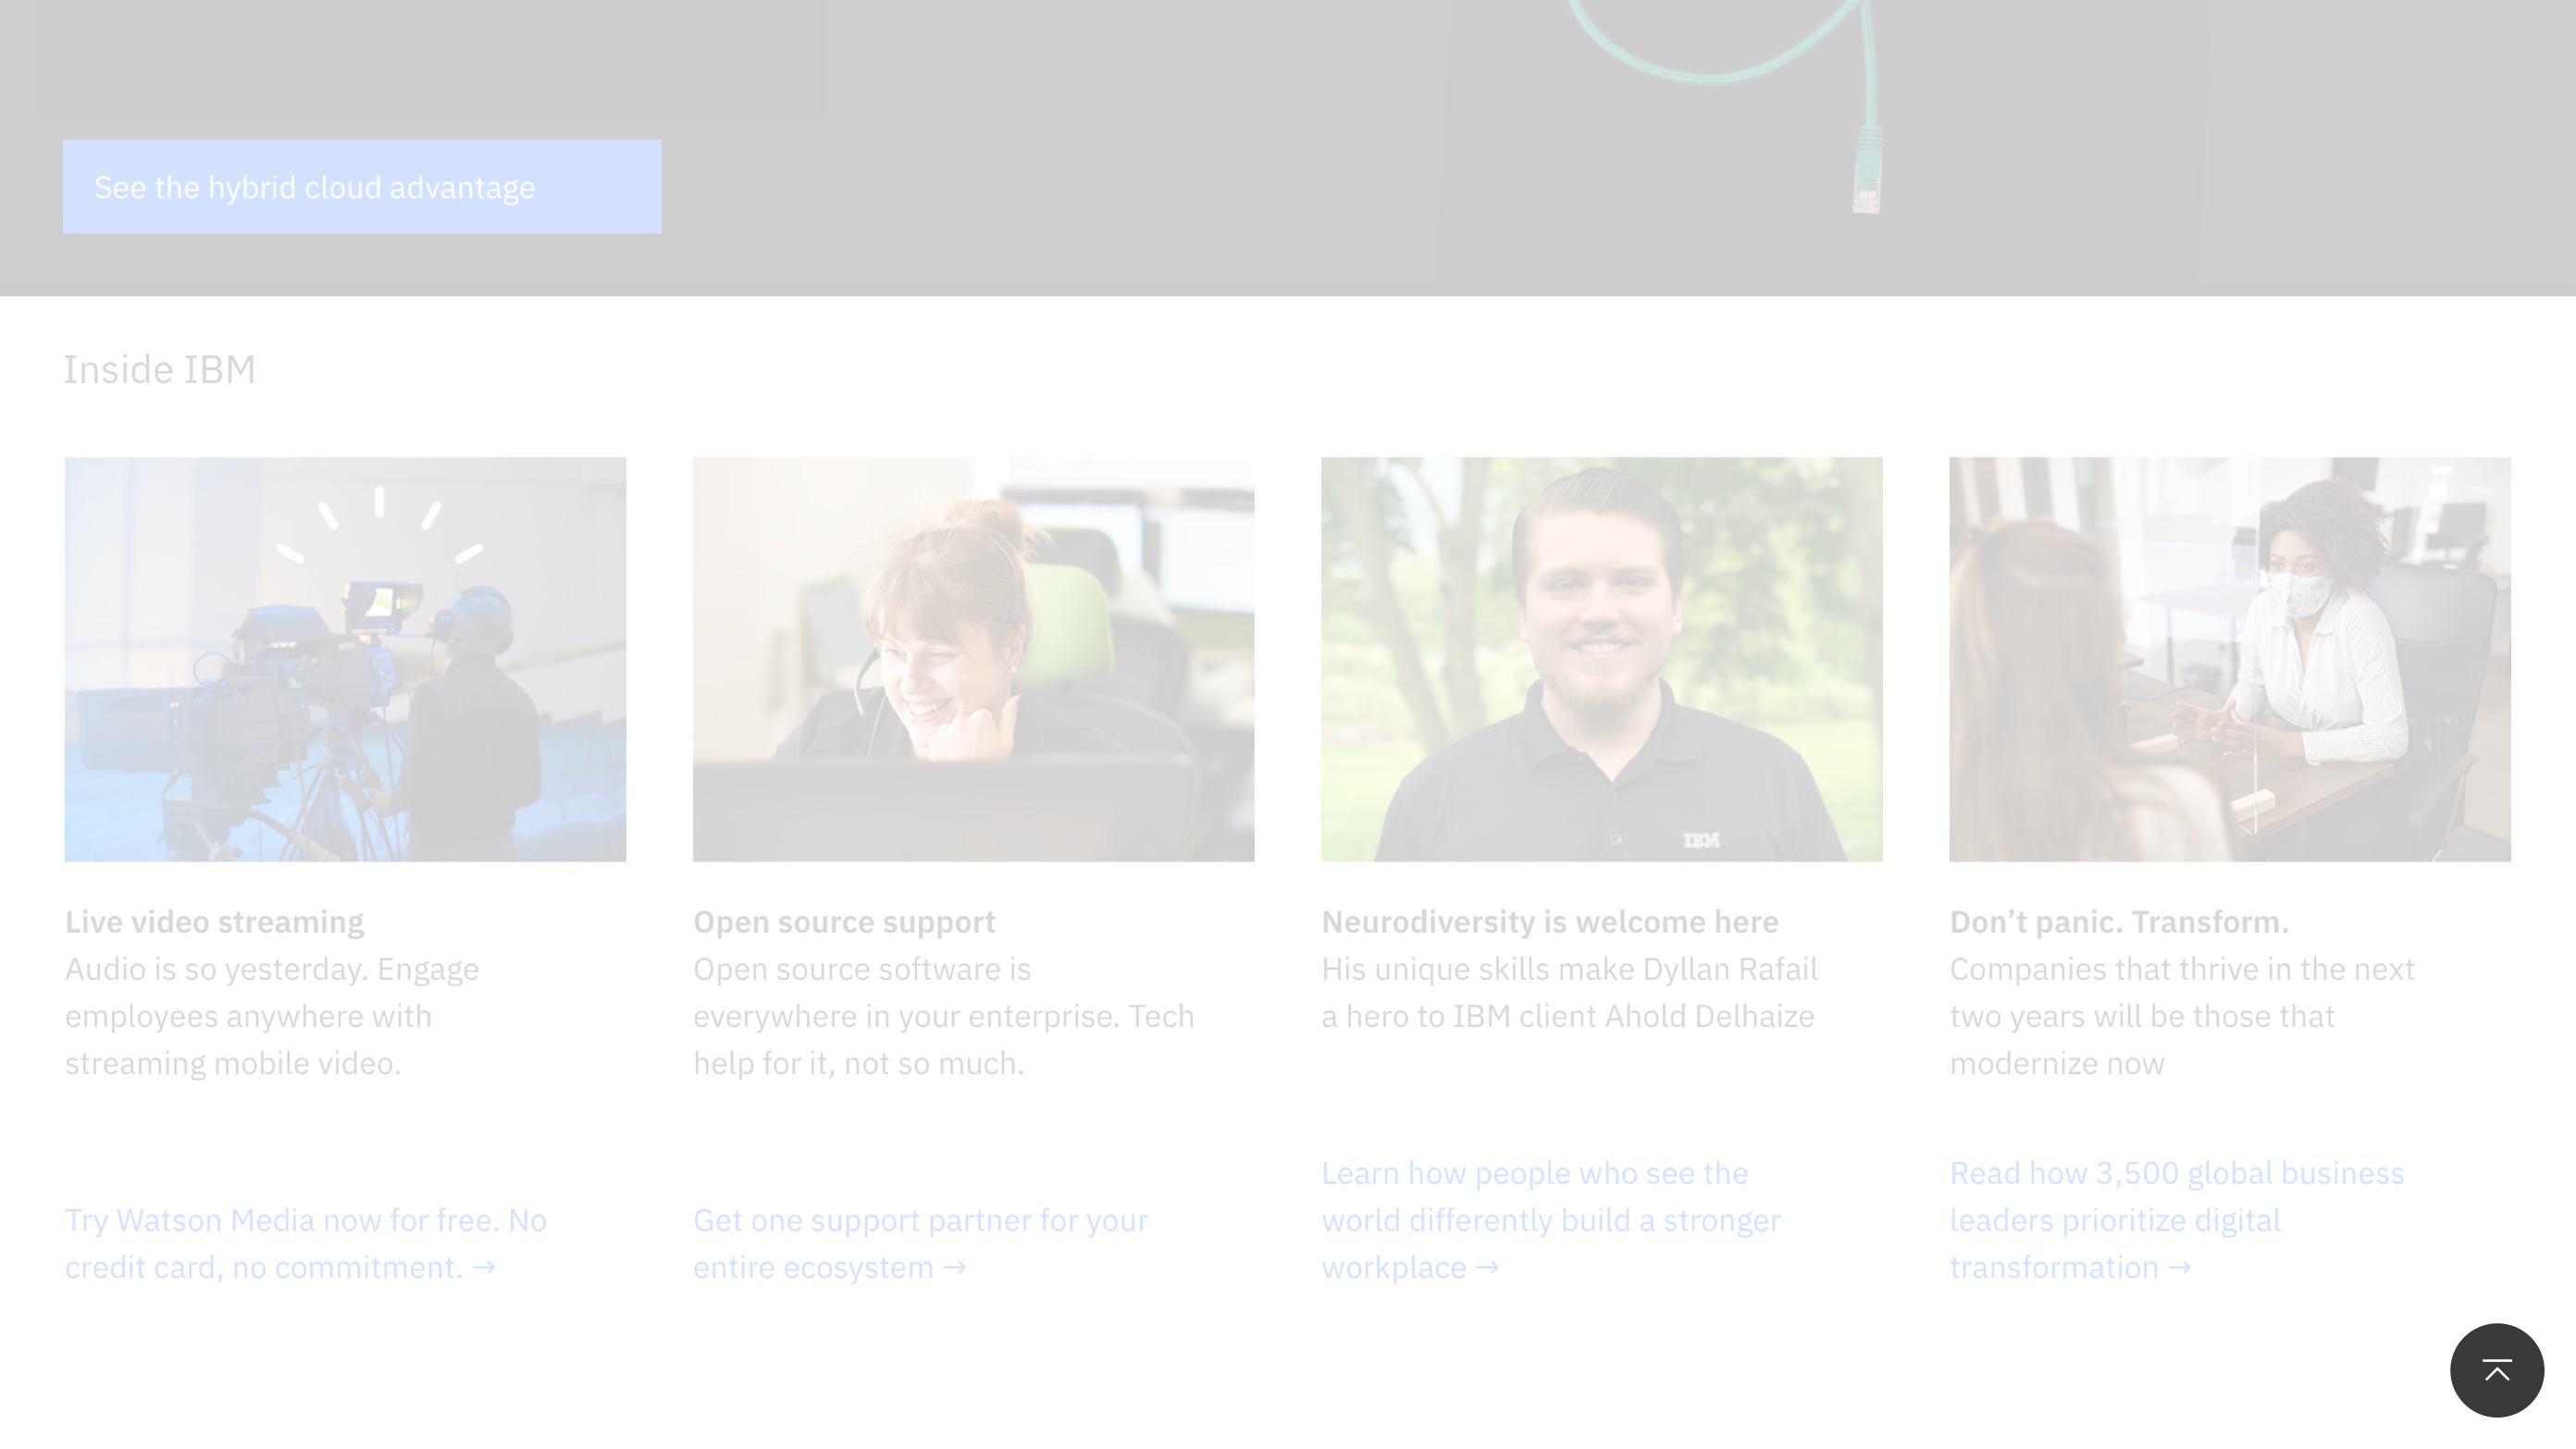 See the hybrid cloud advantage
Inside IBM
IBM
Live video streaming
Audio is so yesterday. Engage
employees anywhere with
streaming mobile video.
Try Watson Media now for free. No
credit card, no commitment. →
Open source support
Open source software is
everywhere in your enterprise. Tech
help for it, not so much.
Get one support partner for your
entire ecosystem →
Neurodiversity is welcome here
His unique skills make Dyllan Rafail
a hero to IBM client Ahold Delhaize
Learn how people who see the
world differently build a stronger
workplace →
Don’t panic. Transform.
Companies that thrive in the next
two years will be those that
modernize now
Read how 3,500 global business
leaders prioritize digital
transformation →